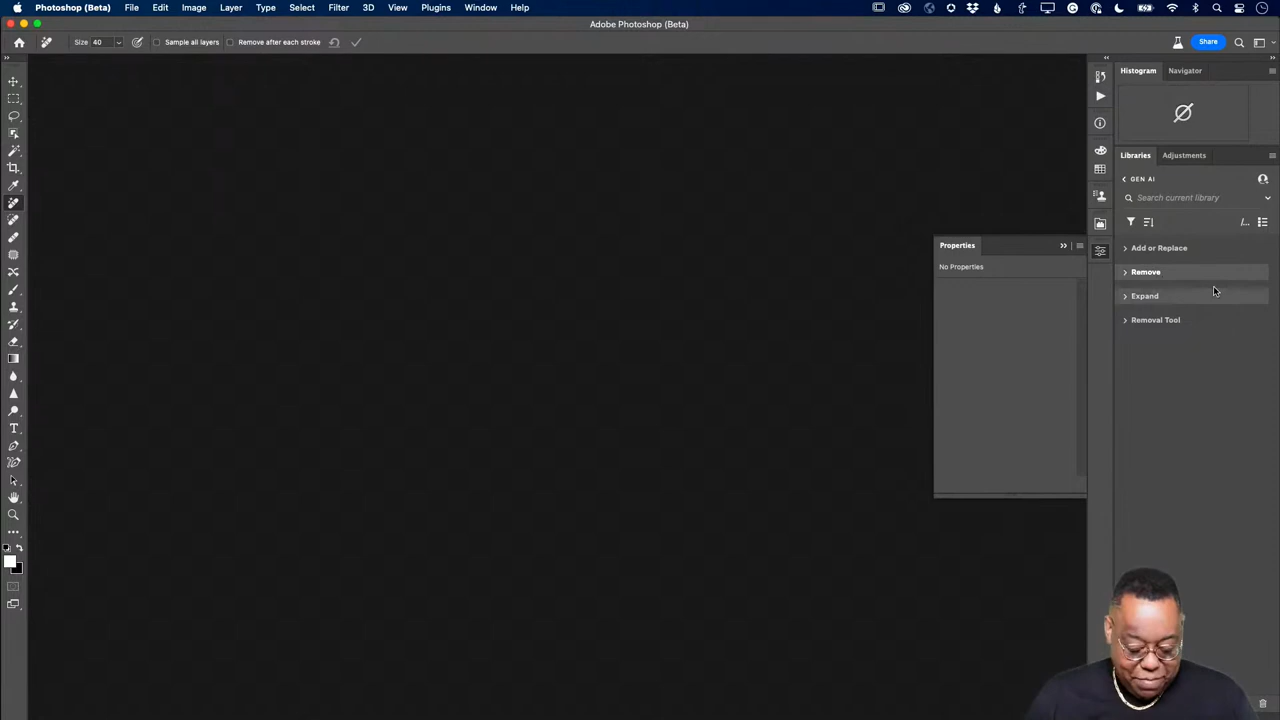 Photoshop (Beta) File Edit Image Layer Type Select Filter 3D View Plugins Window Help
Adobe Photoshop (Beta)
Size 40 Sample all layers Remove after each stroke Share
Histogram Navigator
Libraries Adjustments
GEN AI
Search current library
Properties
No Properties
Add or Replace
Remove
Expand
Removal Tool